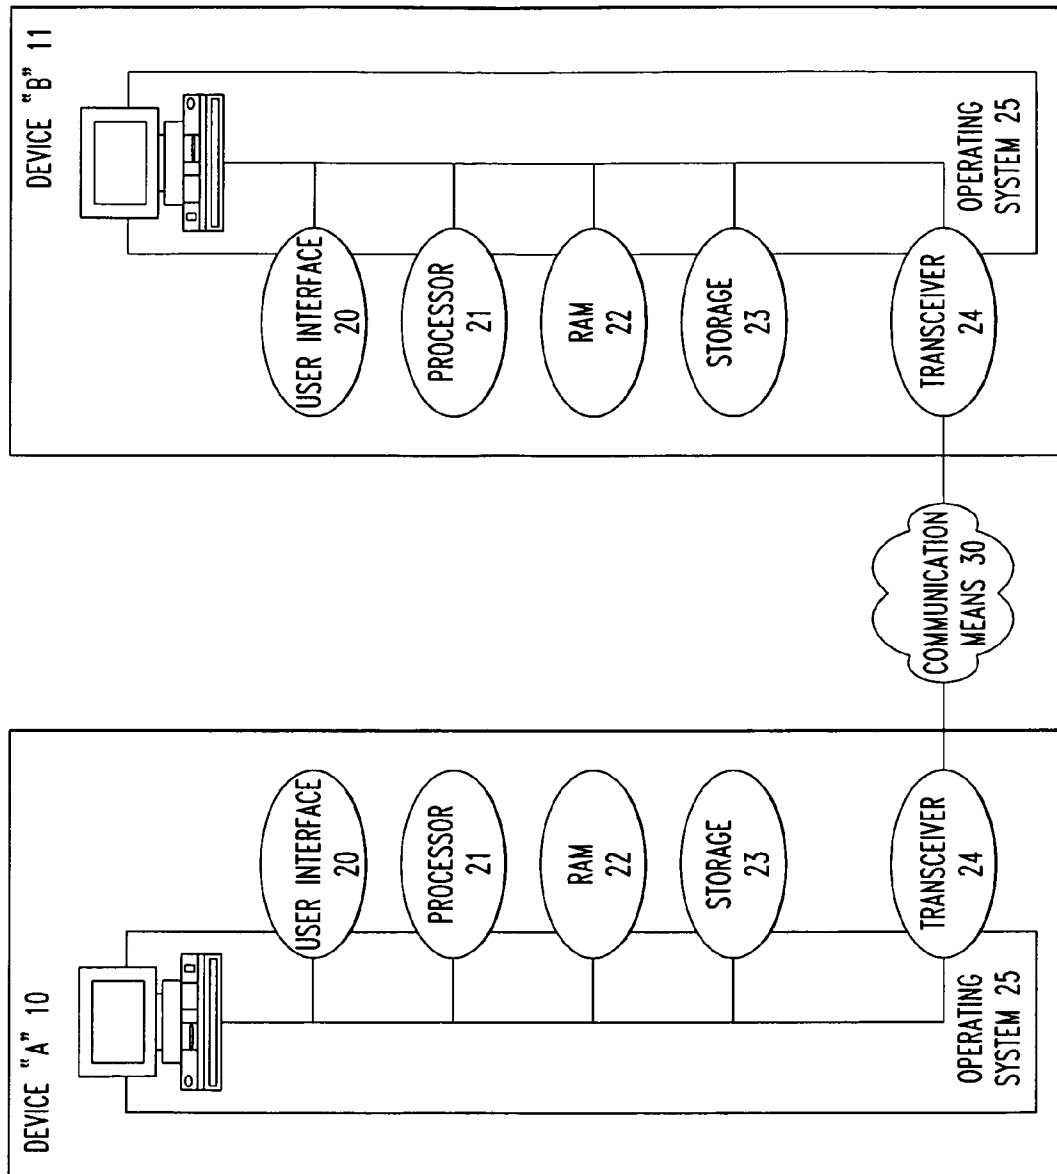 DEVICE "A" 10
USER INTERFACE
20
PROCESSOR
21
RAM
22
STORAGE
23
TRANSCEIVER
24
OPERATING
SYSTEM 25
COMMUNICATION
MEANS 30
DEVICE "B" 11
USER INTERFACE
20
PROCESSOR
21
RAM
22
STORAGE
23
TRANSCEIVER
24
OPERATING
SYSTEM 25